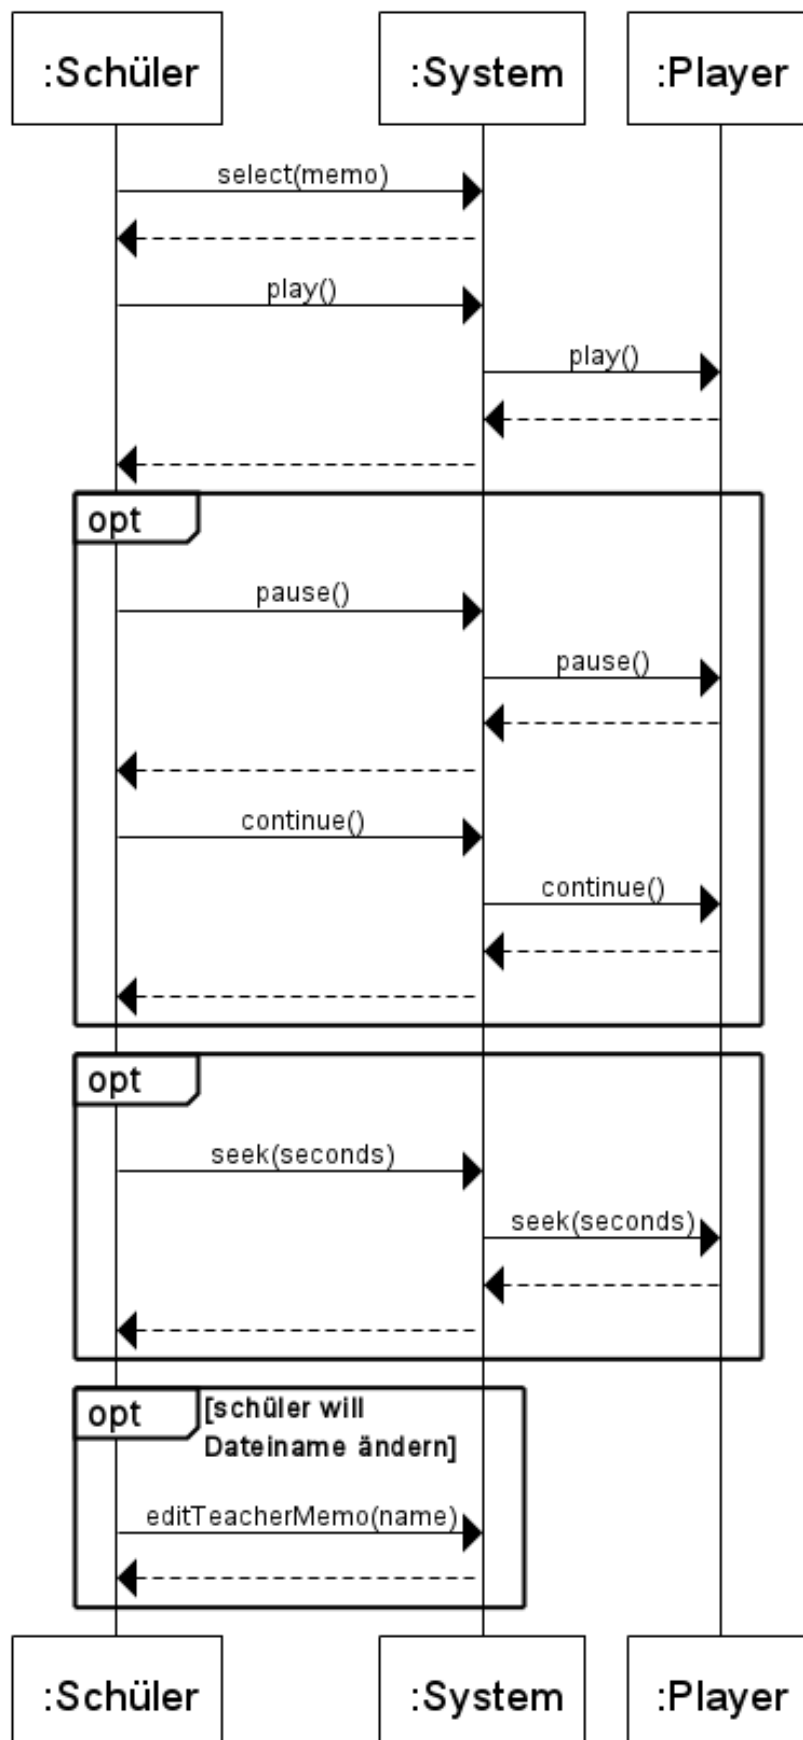 :Schüler
:System
:Player
select(memo)
play()
play()
opt
pause()
pause()
continue()
continue()
opt
seek(seconds)
seek(seconds)
opt
[schüler will
Dateiname ändern]
editTeacherMemo(name)
:Schüler
:System
:Player